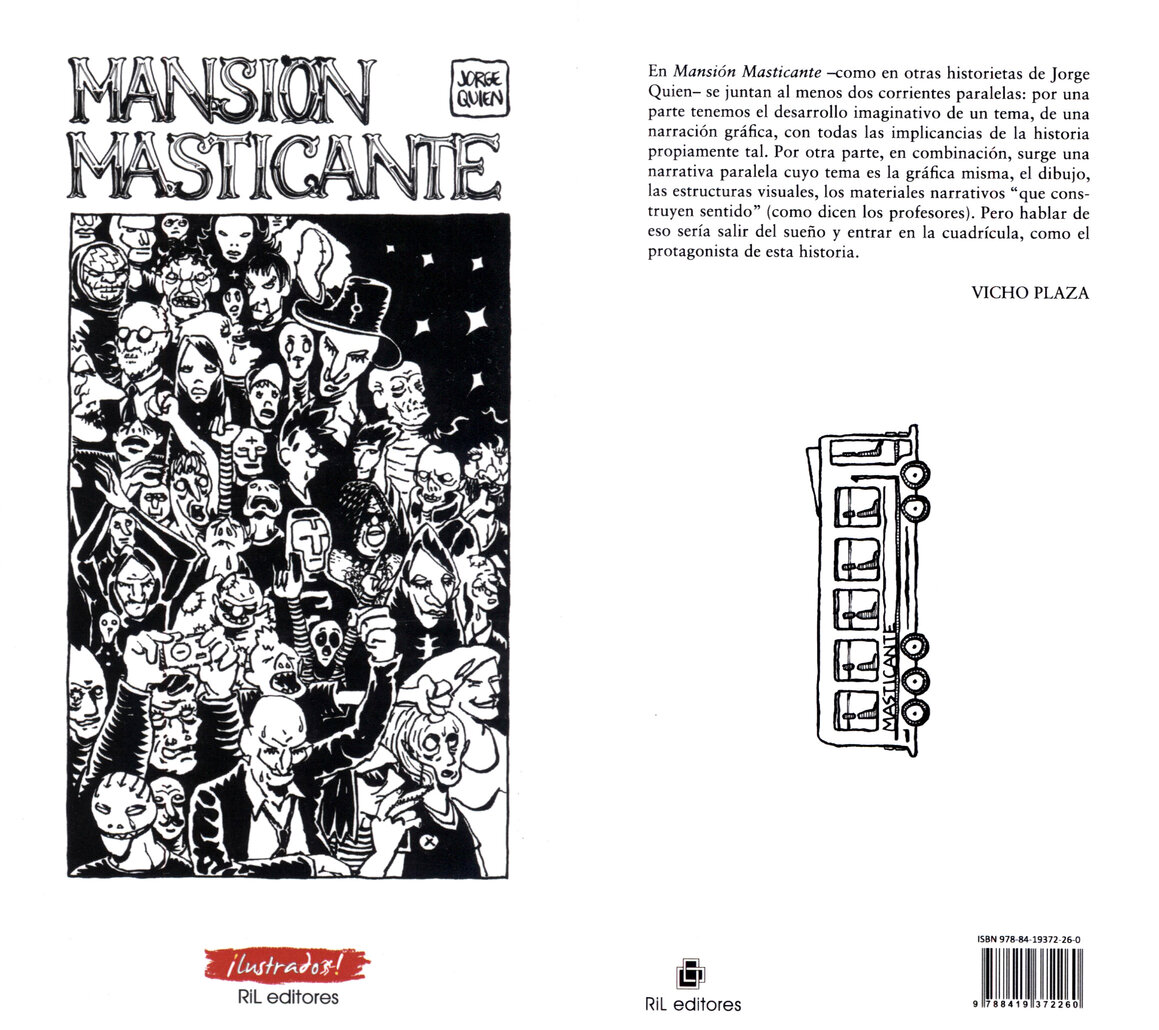 MANSIÓN
MASTICANTE
JORGE
QUIEN
¡lustradoxs!
RiL editores
En Mansión Masticante –como en otras historietas de Jorge
Quien– se juntan al menos dos corrientes paralelas: por una
parte tenemos el desarrollo imaginativo de un tema, de una
narración gráfica, con todas las implicancias de la historia
propiamente tal. Por otra parte, en combinación, surge una
narrativa paralela cuyo tema es la gráfica misma, el dibujo,
las estructuras visuales, los materiales narrativos “que cons-
truyen sentido” (como dicen los profesores). Pero hablar de
eso sería salir del sueño y entrar en la cuadrícula, como el
protagonista de esta historia.
VICHO PLAZA
MASTICANTE
RiL editores
ISBN 978-84-19372-26-0
9 788419 372260